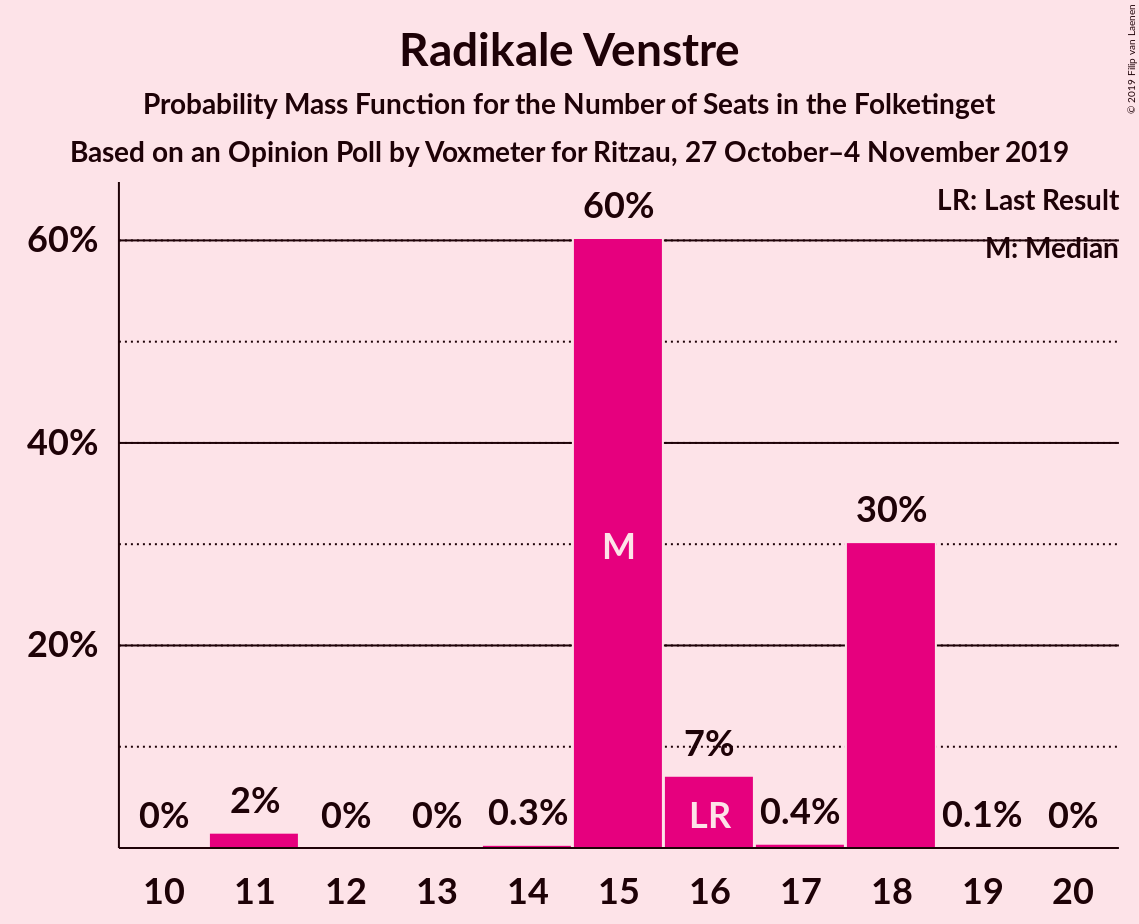 Radikale Venstre
Probability Mass Function for the Number of Seats in the Folketinget
Based on an Opinion Poll by Voxmeter for Ritzau, 27 October–4 November 2019
© 2019 Filip van Laenen
LR: Last Result
M: Median
60%
40%
20%
0%
2%
0%
0%
0.3%
60%
M
7%
LR
0.4%
30%
0.1%
0%
10 11 12 13 14 15 16 17 18 19 20